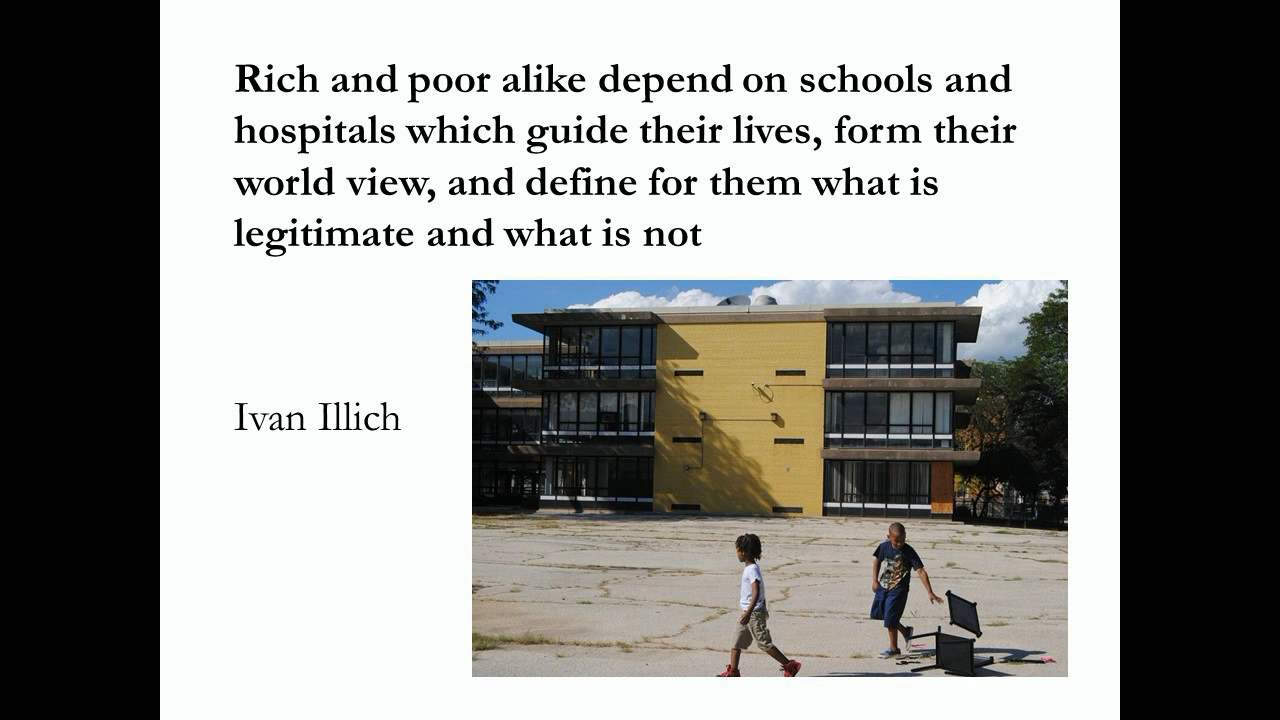 Rich and poor alike depend on schools and
hospitals which guide their lives, form their
world view, and define for them what is
legitimate and what is not
Ivan Illich